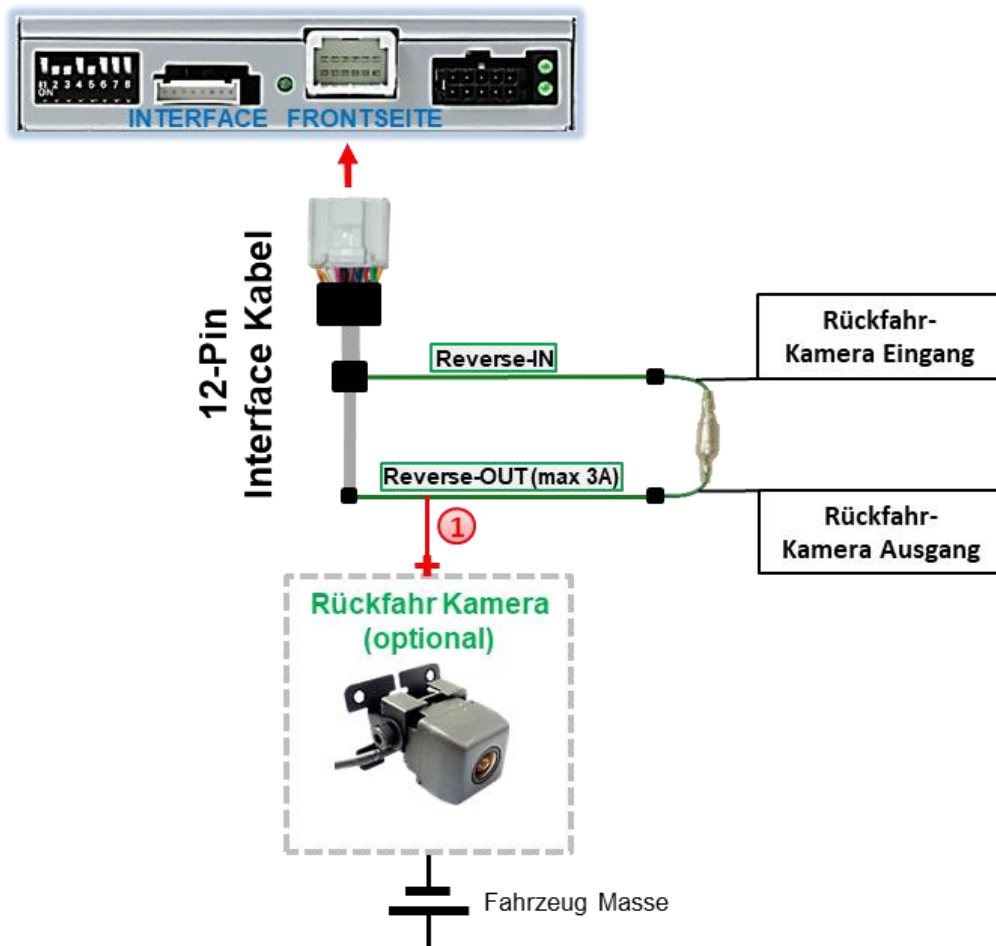 1 2 3 4 5 6 7 8
ON
INTERFACE FRONTSEITE
12-Pin
Interface Kabel
Reverse-IN
Rückfahr-
Kamera Eingang
Reverse-OUT (max 3A)
Rückfahr-
Kamera Ausgang
1
+
Rückfahr Kamera
(optional)
Fahrzeug Masse